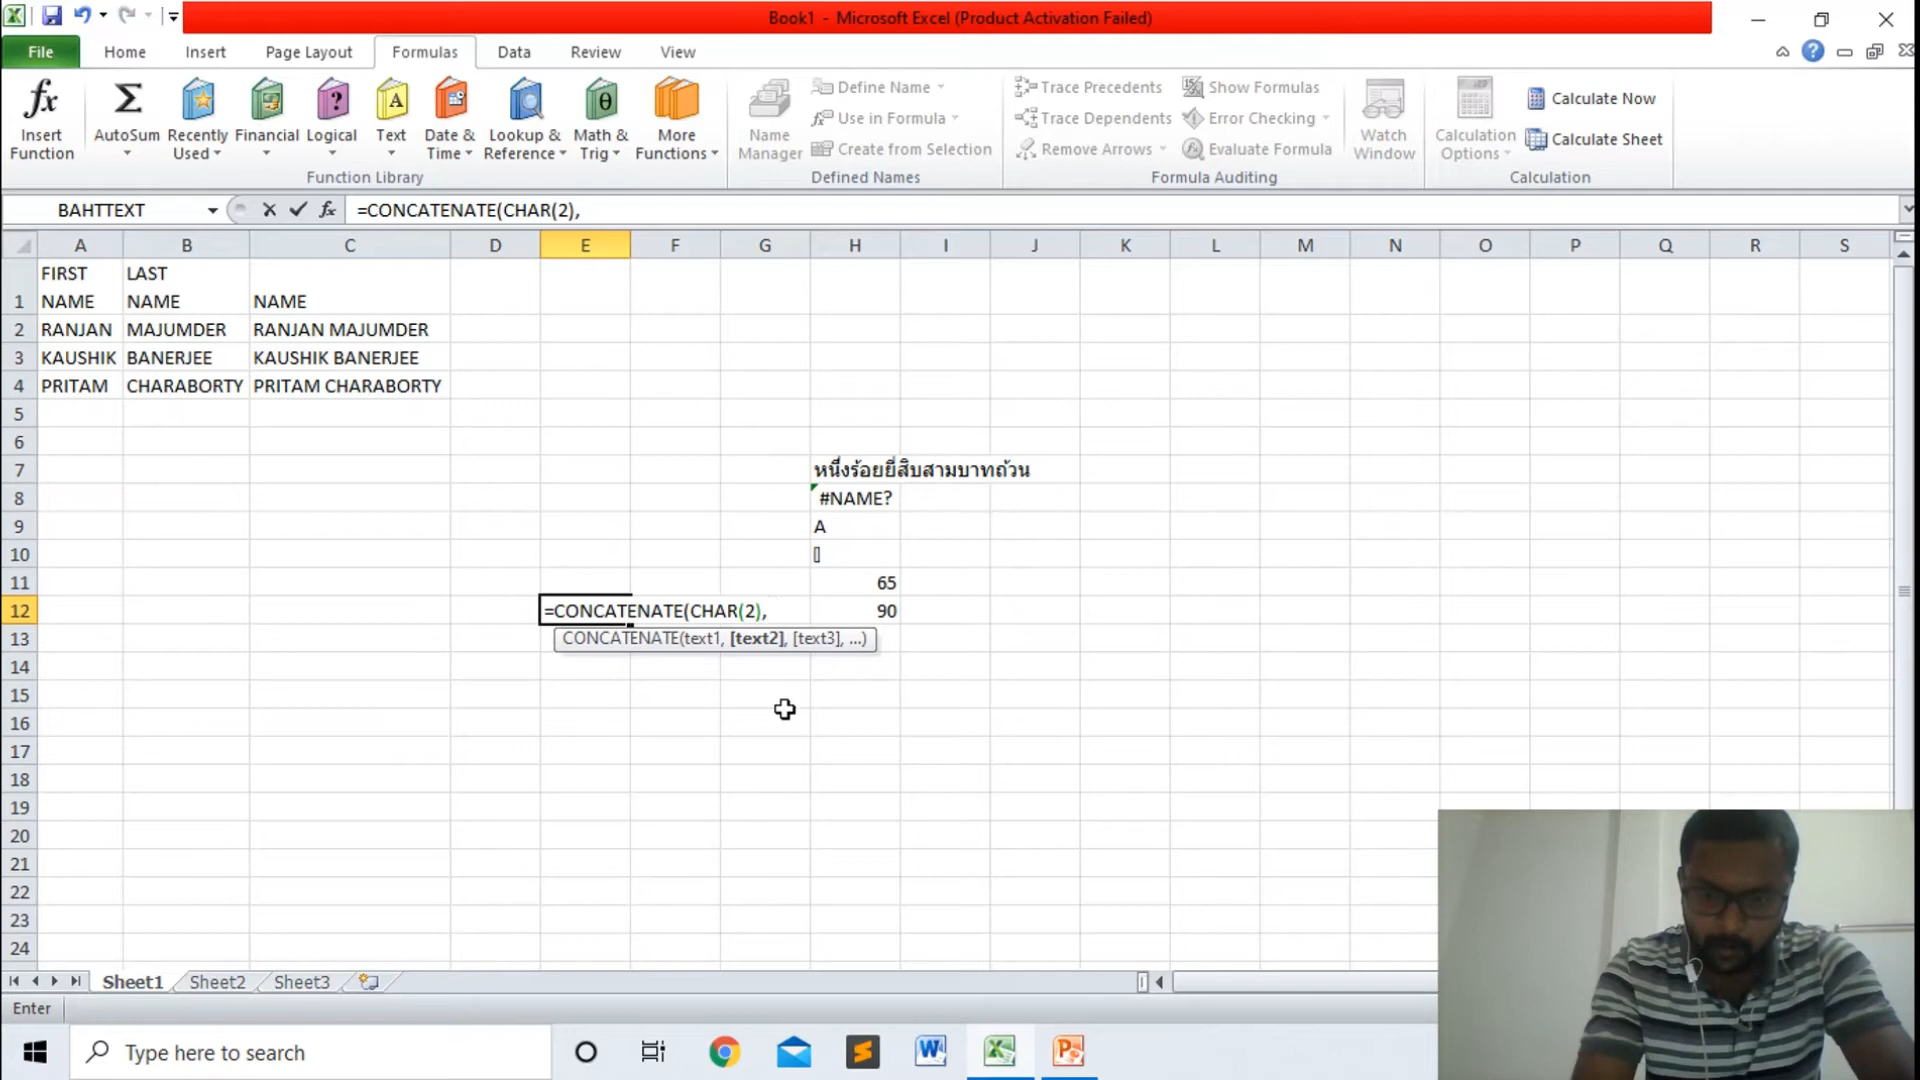 Book1 - Microsoft Excel (Product Activation Failed)
File Home Insert Page Layout Formulas Data Review View
Insert Function
AutoSum
Recently Used
Financial
Logical
Text
Date & Time
Lookup & Reference
Math & Trig
More Functions
Function Library
Name Manager
Define Name
Use in Formula
Create from Selection
Defined Names
Trace Precedents
Trace Dependents
Remove Arrows
Show Formulas
Error Checking
Evaluate Formula
Formula Auditing
Watch Window
Calculation Options
Calculate Now
Calculate Sheet
Calculation
BAHTTEXT fx =CONCATENATE(CHAR(2),
A B C D E F G H I J K L M N O P Q R S
FIRST LAST
1 NAME NAME NAME
2 RANJAN MAJUMDER RANJAN MAJUMDER
3 KAUSHIK BANERJEE KAUSHIK BANERJEE
4 PRITAM CHARABORTY PRITAM CHARABORTY
5
6
7 หนึ่งร้อยยี่สิบสามบาทถ้วน
8 #NAME?
9 A
10
11 65
12 =CONCATENATE(CHAR(2), 90
13 CONCATENATE(text1, [text2], [text3], ...)
14
15
16
17
18
19
20
21
22
23
24
Sheet1 Sheet2 Sheet3
Enter
Type here to search